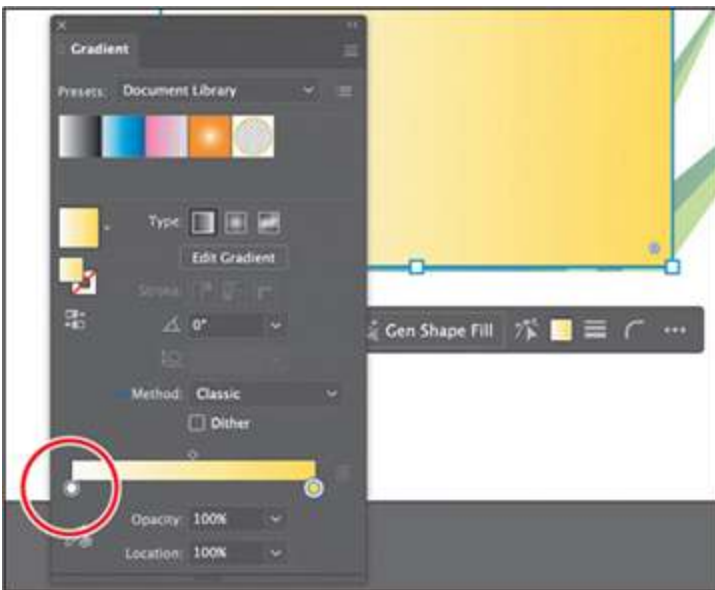 Gradient
Presets: Document Library
Type:
Edit Gradient
Stroke:
0°
Gen Shape Fill
Method: Classic
Dither
Opacity: 100%
Location: 100%